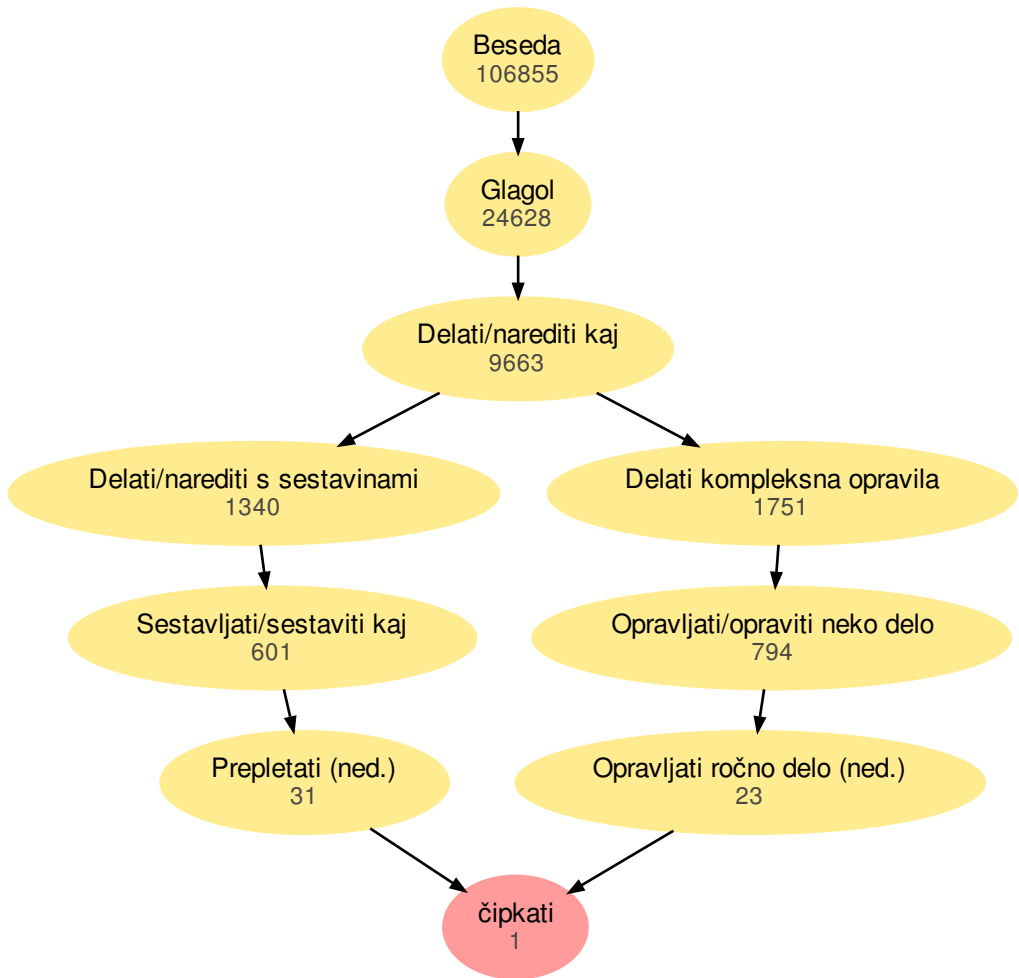 Beseda
106855
Glagol
24628
Delati/narediti kaj
9663
Delati/narediti s sestavinami
1340
Delati kompleksna opravila
1751
Sestavljati/sestaviti kaj
601
Opravljati/opraviti neko delo
794
Prepletati (ned.)
31
Opravljati ročno delo (ned.)
23
čipkati
1